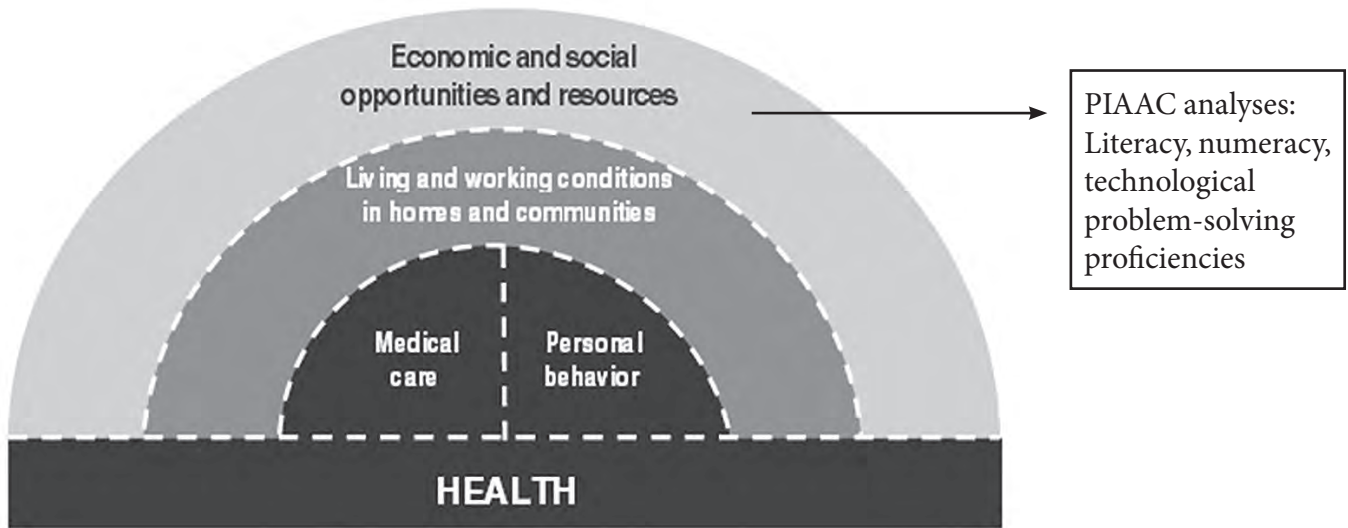 Economic and social
opportunities and resources
Living and working conditions
in homes and communities
Medical
care
Personal
behavior
HEALTH
PIAAC analyses:
Literacy, numeracy,
technological
problem-solving
proficiencies